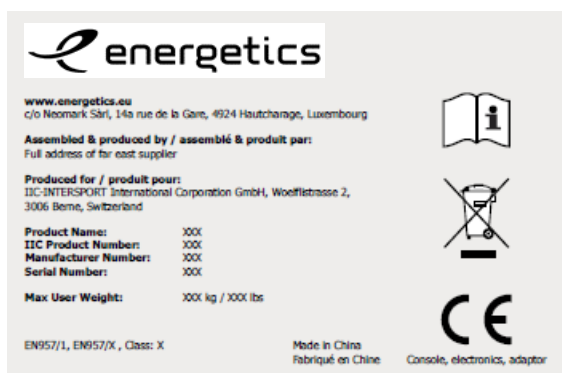 energetics
www.energetics.eu
c/o Neomark Sàrl, 14a rue de la Gare, 4924 Hautcharage, Luxembourg
Assembled & produced by / assemblé & produit par:
Full address of far east supplier
Produced for / produit pour:
IIC-INTERSPORT International Corporation GmbH, Woelflistrasse 2,
3006 Berne, Switzerland
Product Name: XXX
IIC Product Number: XXX
Manufacturer Number: XXX
Serial Number: XXX
Max User Weight: XXX kg / XXX lbs
EN957/1, EN957/X , Class: X
Made in China
Fabriqué en Chine
i
CE
Console, electronics, adaptor